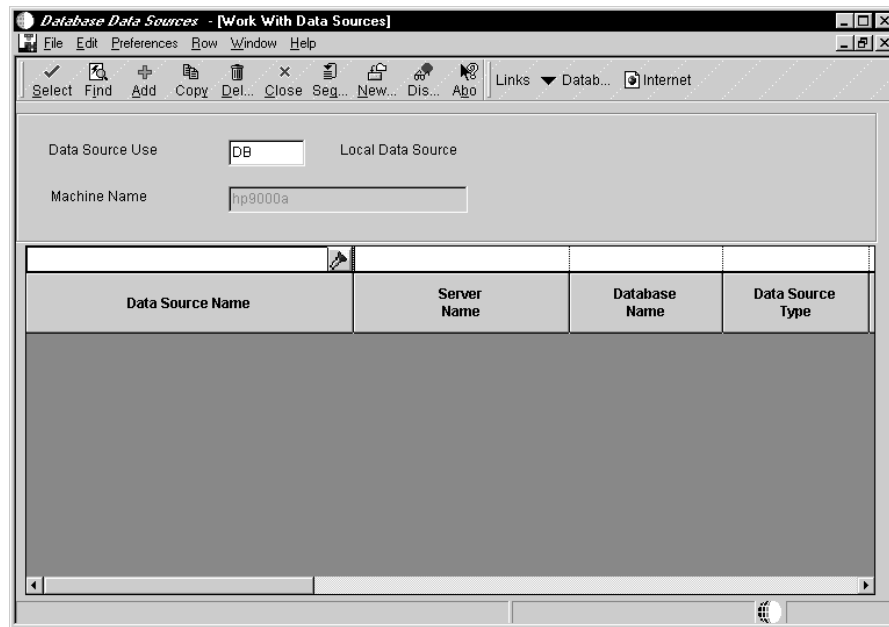 Database Data Sources - [Work With Data Sources]
File Edit Preferences Row Window Help
Select Find Add Copy Del... Close Seq... New... Dis... Abo Links Datab... Internet
Data Source Use DB Local Data Source
Machine Name hp9000a
Data Source Name Server Name Database Name Data Source Type